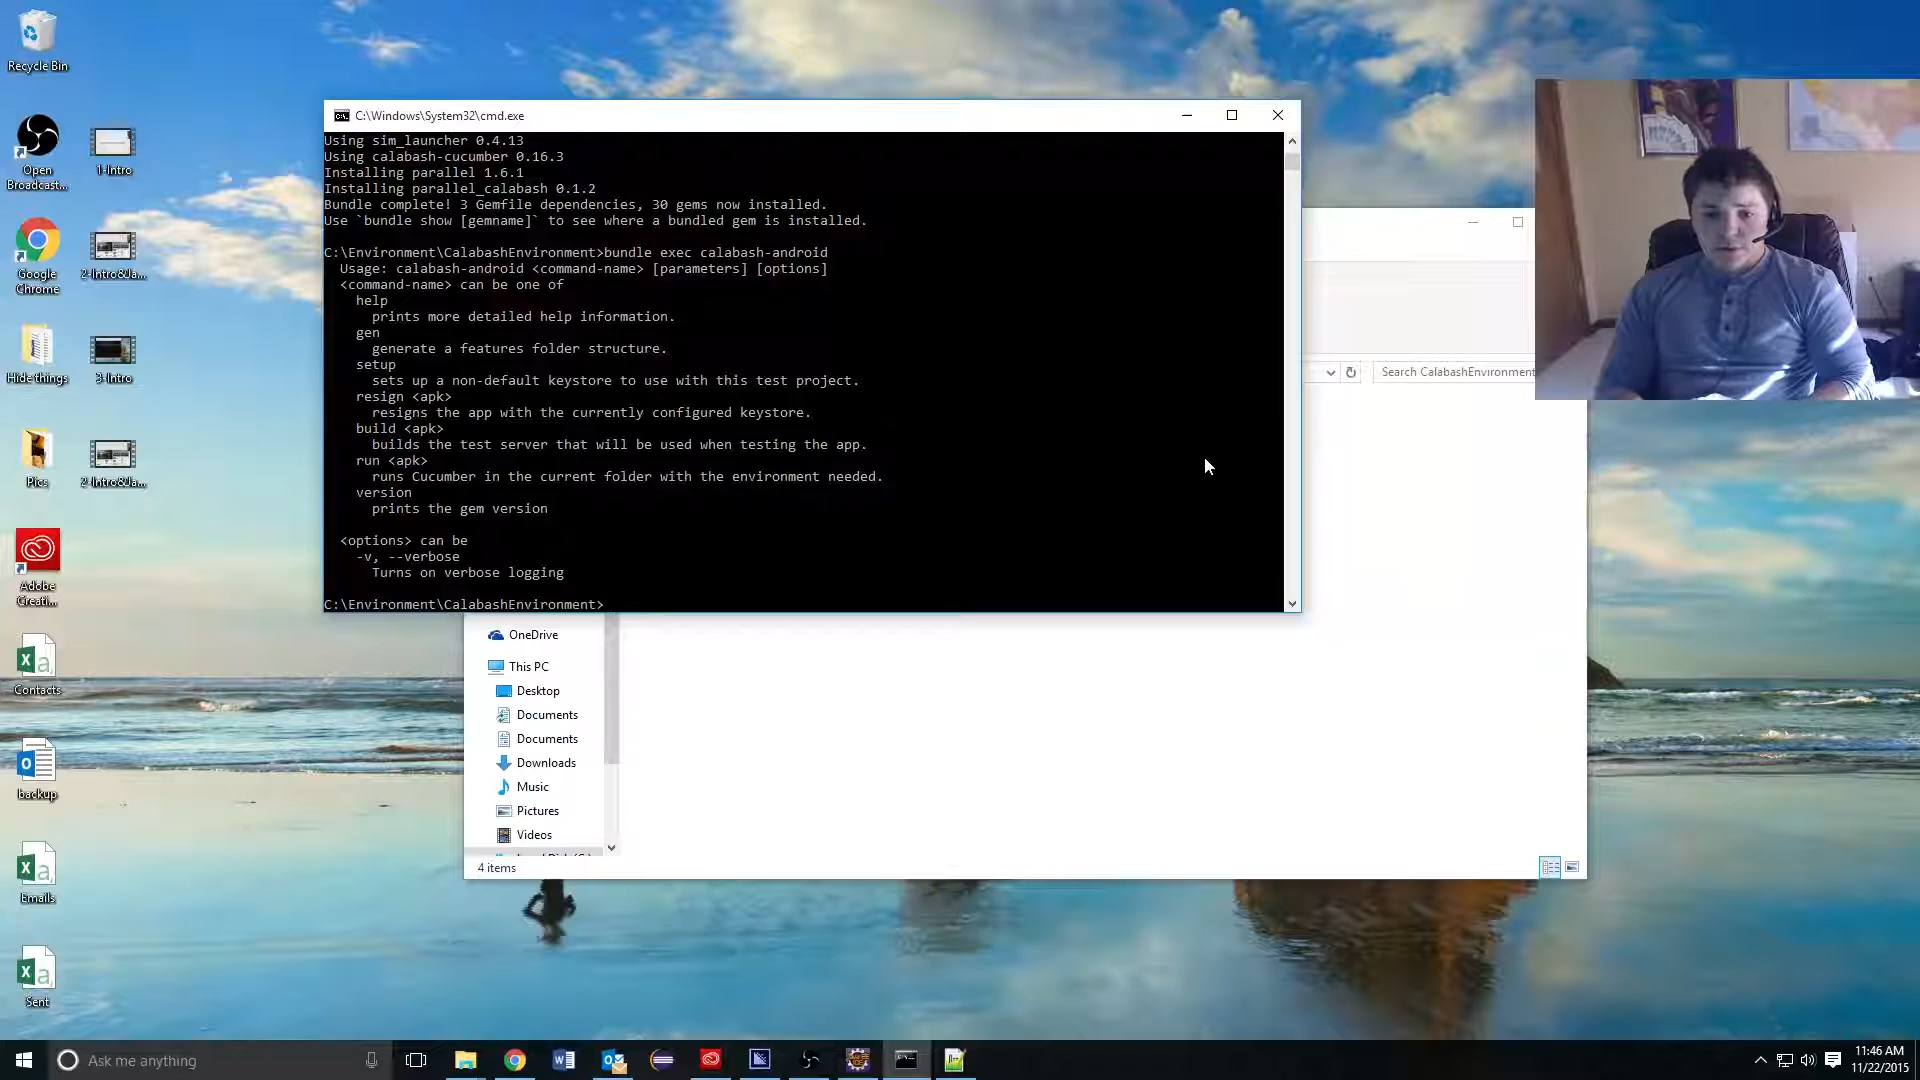 Recycle Bin
Open
Broadcast...
1-Intro
Google
Chrome
2-Intro&Ja...
Hide things
3-Intro
Pics
2-Intro&Ja...
Adobe
Creati...
Contacts
backup
Emails
Sent
C:\Windows\System32\cmd.exe
Using sim_launcher 0.4.13
Using calabash-cucumber 0.16.3
Installing parallel 1.6.1
Installing parallel_calabash 0.1.2
Bundle complete! 3 Gemfile dependencies, 30 gems now installed.
Use `bundle show [gemname]` to see where a bundled gem is installed.
C:\Environment\CalabashEnvironment>bundle exec calabash-android
Usage: calabash-android <command-name> [parameters] [options]
<command-name> can be one of
help
prints more detailed help information.
gen
generate a features folder structure.
setup
sets up a non-default keystore to use with this test project.
resign <apk>
resigns the app with the currently configured keystore.
build <apk>
builds the test server that will be used when testing the app.
run <apk>
runs Cucumber in the current folder with the environment needed.
version
prints the gem version
<options> can be
-v, --verbose
Turns on verbose logging
C:\Environment\CalabashEnvironment>
Search CalabashEnvironment
OneDrive
This PC
Desktop
Documents
Documents
Downloads
Music
Pictures
Videos
4 items
Ask me anything
11:46 AM
11/22/2015